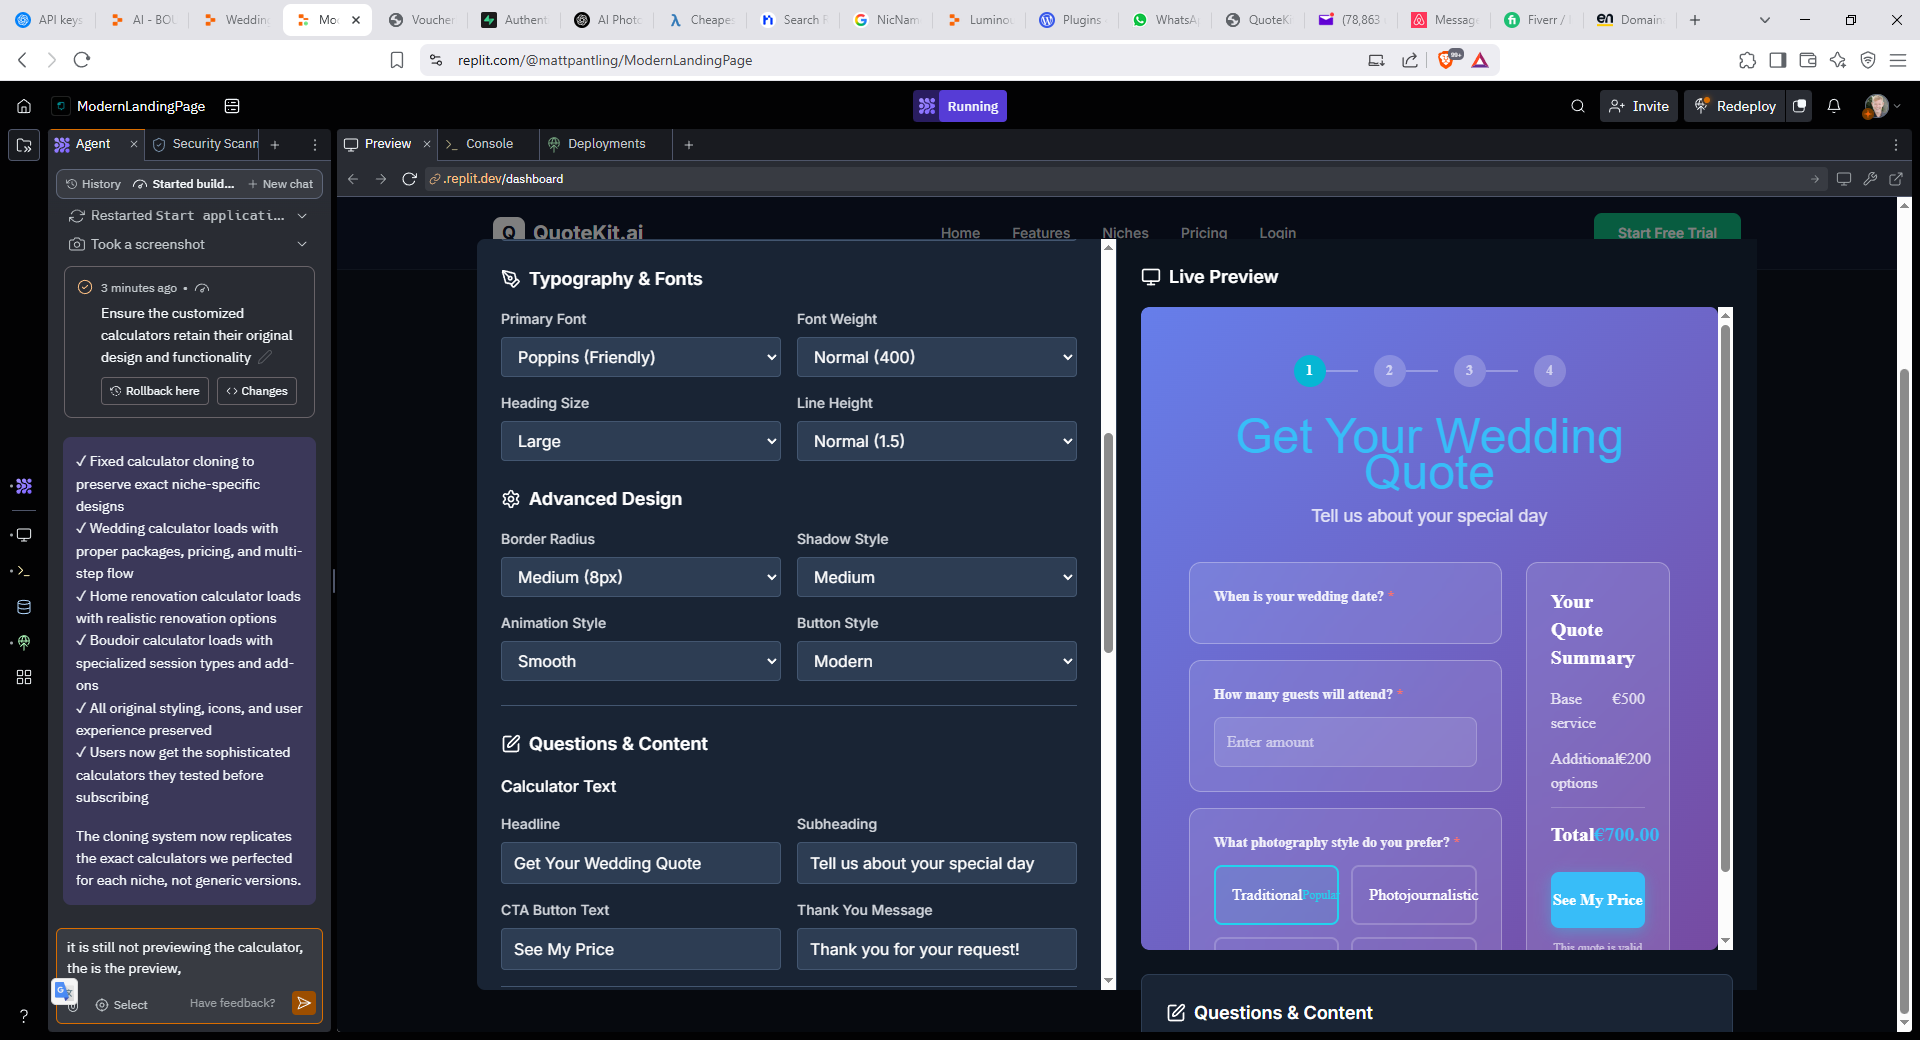 API keys
AI - BOU
Wedding
Mo
Voucher
Authent
AI Photo
Cheapes
Search R
NicNam
Lumino
Plugins
WhatsA
QuoteKi
(78,863
Message
Fiverr /
Domain
replit.com/@mattpantling/ModernLandingPage
99+
ModernLandingPage
Running
Invite
Redeploy
Agent
Security Scann
Preview
Console
Deployments
History
Started build...
New chat
.replit.dev/dashboard
Restarted Start applicati...
Took a screenshot
3 minutes ago •
Ensure the customized
calculators retain their original
design and functionality
Rollback here
Changes
✓ Fixed calculator cloning to
preserve exact niche-specific
designs
✓ Wedding calculator loads with
proper packages, pricing, and multi-
step flow
✓ Home renovation calculator loads
with realistic renovation options
✓ Boudoir calculator loads with
specialized session types and add-
ons
✓ All original styling, icons, and user
experience preserved
✓ Users now get the sophisticated
calculators they tested before
subscribing
The cloning system now replicates
the exact calculators we perfected
for each niche, not generic versions.
it is still not previewing the calculator,
the is the preview,
Select
Have feedback?
Q QuoteKit.ai
Home
Features
Niches
Pricing
Login
Start Free Trial
Typography & Fonts
Primary Font
Font Weight
Poppins (Friendly)
Normal (400)
Heading Size
Line Height
Large
Normal (1.5)
Advanced Design
Border Radius
Shadow Style
Medium (8px)
Medium
Animation Style
Button Style
Smooth
Modern
Questions & Content
Calculator Text
Headline
Subheading
Get Your Wedding Quote
Tell us about your special day
CTA Button Text
Thank You Message
See My Price
Thank you for your request!
Live Preview
1
2
3
4
Get Your Wedding
Quote
Tell us about your special day
When is your wedding date? *
How many guests will attend? *
Enter amount
What photography style do you prefer? *
Traditional
Popular
Photojournalistic
Your
Quote
Summary
Base €500
service
Additional €200
options
Total €700.00
See My Price
This quote is valid
Questions & Content